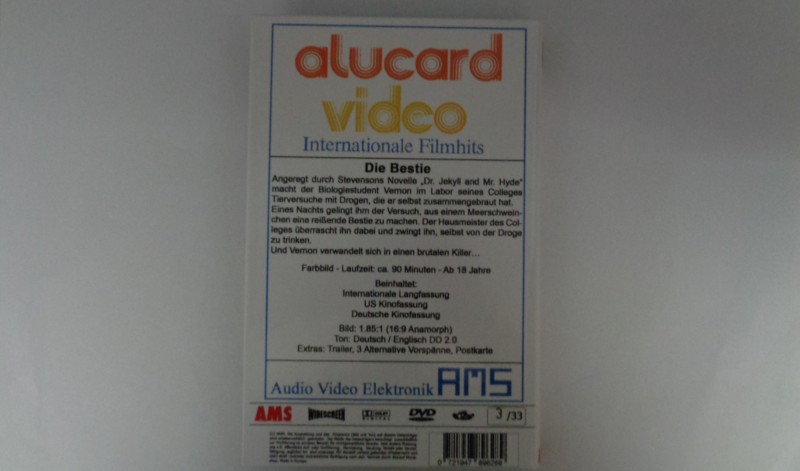 alucard
video
Internationale Filmhits
Die Bestie
Angeregt durch Stevensons Novelle „Dr. Jekyll and Mr. Hyde“
macht der Biologiestudent Vernon im Labor seines Colleges
Tierversuche mit Drogen, die er selbst zusammengebraut hat.
Eines Nachts gelingt ihm der Versuch, aus einem Meerschwein-
chen eine reißende Bestie zu machen. Der Hausmeister des Col-
leges überrascht ihn dabei und zwingt ihn, selbst von der Droge
zu trinken.
Und Vernon verwandelt sich in einen brutalen Killer...
Farbbild - Laufzeit: ca. 90 Minuten - Ab 18 Jahre
Beinhaltet:
Internationale Langfassung
US Kinofassung
Deutsche Kinofassung
Bild: 1.85:1 (16:9 Anamorph)
Ton: Deutsch / Englisch DD 2.0
Extras: Trailer, 3 Alternative Vorspänne, Postkarte
Audio Video Elektronik AMS
AMS WIDESCREEN DVD 3 /33